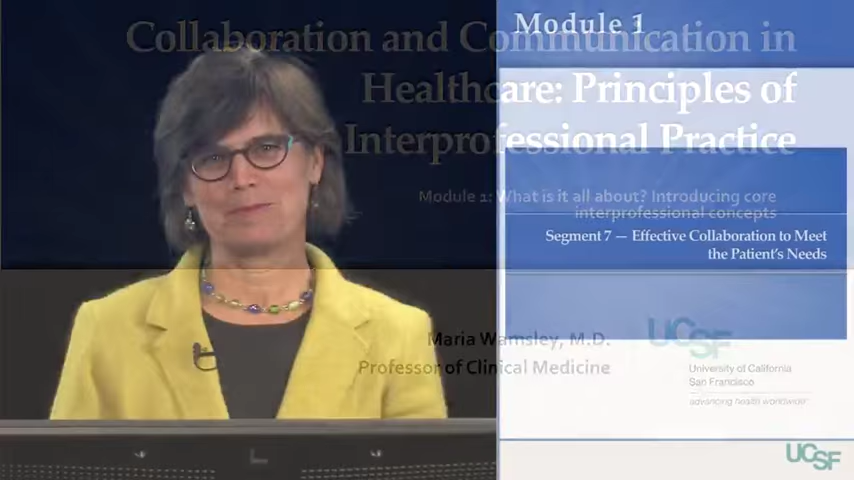 Module 1
Collaboration and Communication in
Healthcare: Principles of
Interprofessional Practice
Module 1: What is it all about? Introducing core
interprofessional concepts
Segment 7 — Effective Collaboration to Meet
the Patient's Needs
Maria Wamsley, M.D.
Professor of Clinical Medicine
UCSF
University of California
San Francisco
advancing health worldwide™
UCSF